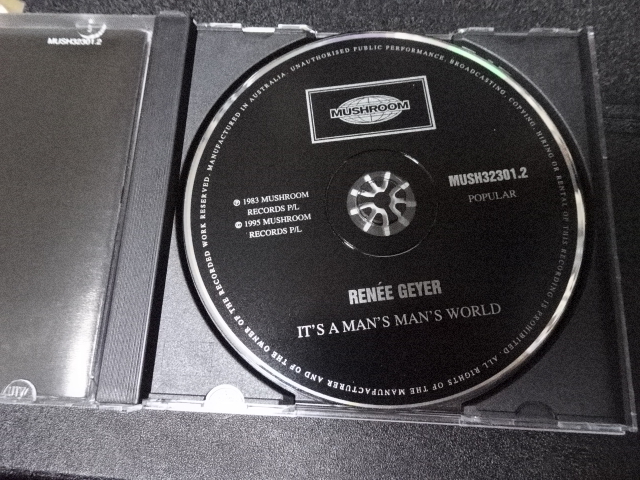 MUSH32301.2
MUSHROOM
MUSH32301.2
POPULAR
℗ 1983 MUSHROOM
RECORDS P/L
© 1995 MUSHROOM
RECORDS P/L
RENÉE GEYER
IT'S A MAN'S MAN'S WORLD
ALL RIGHTS OF THE MANUFACTURER AND OF THE OWNER OF THE RECORDED WORK RESERVED. MANUFACTURED IN AUSTRALIA. UNAUTHORISED PUBLIC PERFORMANCE, BROADCASTING, COPYING, HIRING OR RENTAL OF THIS RECORDING IS PROHIBITED.